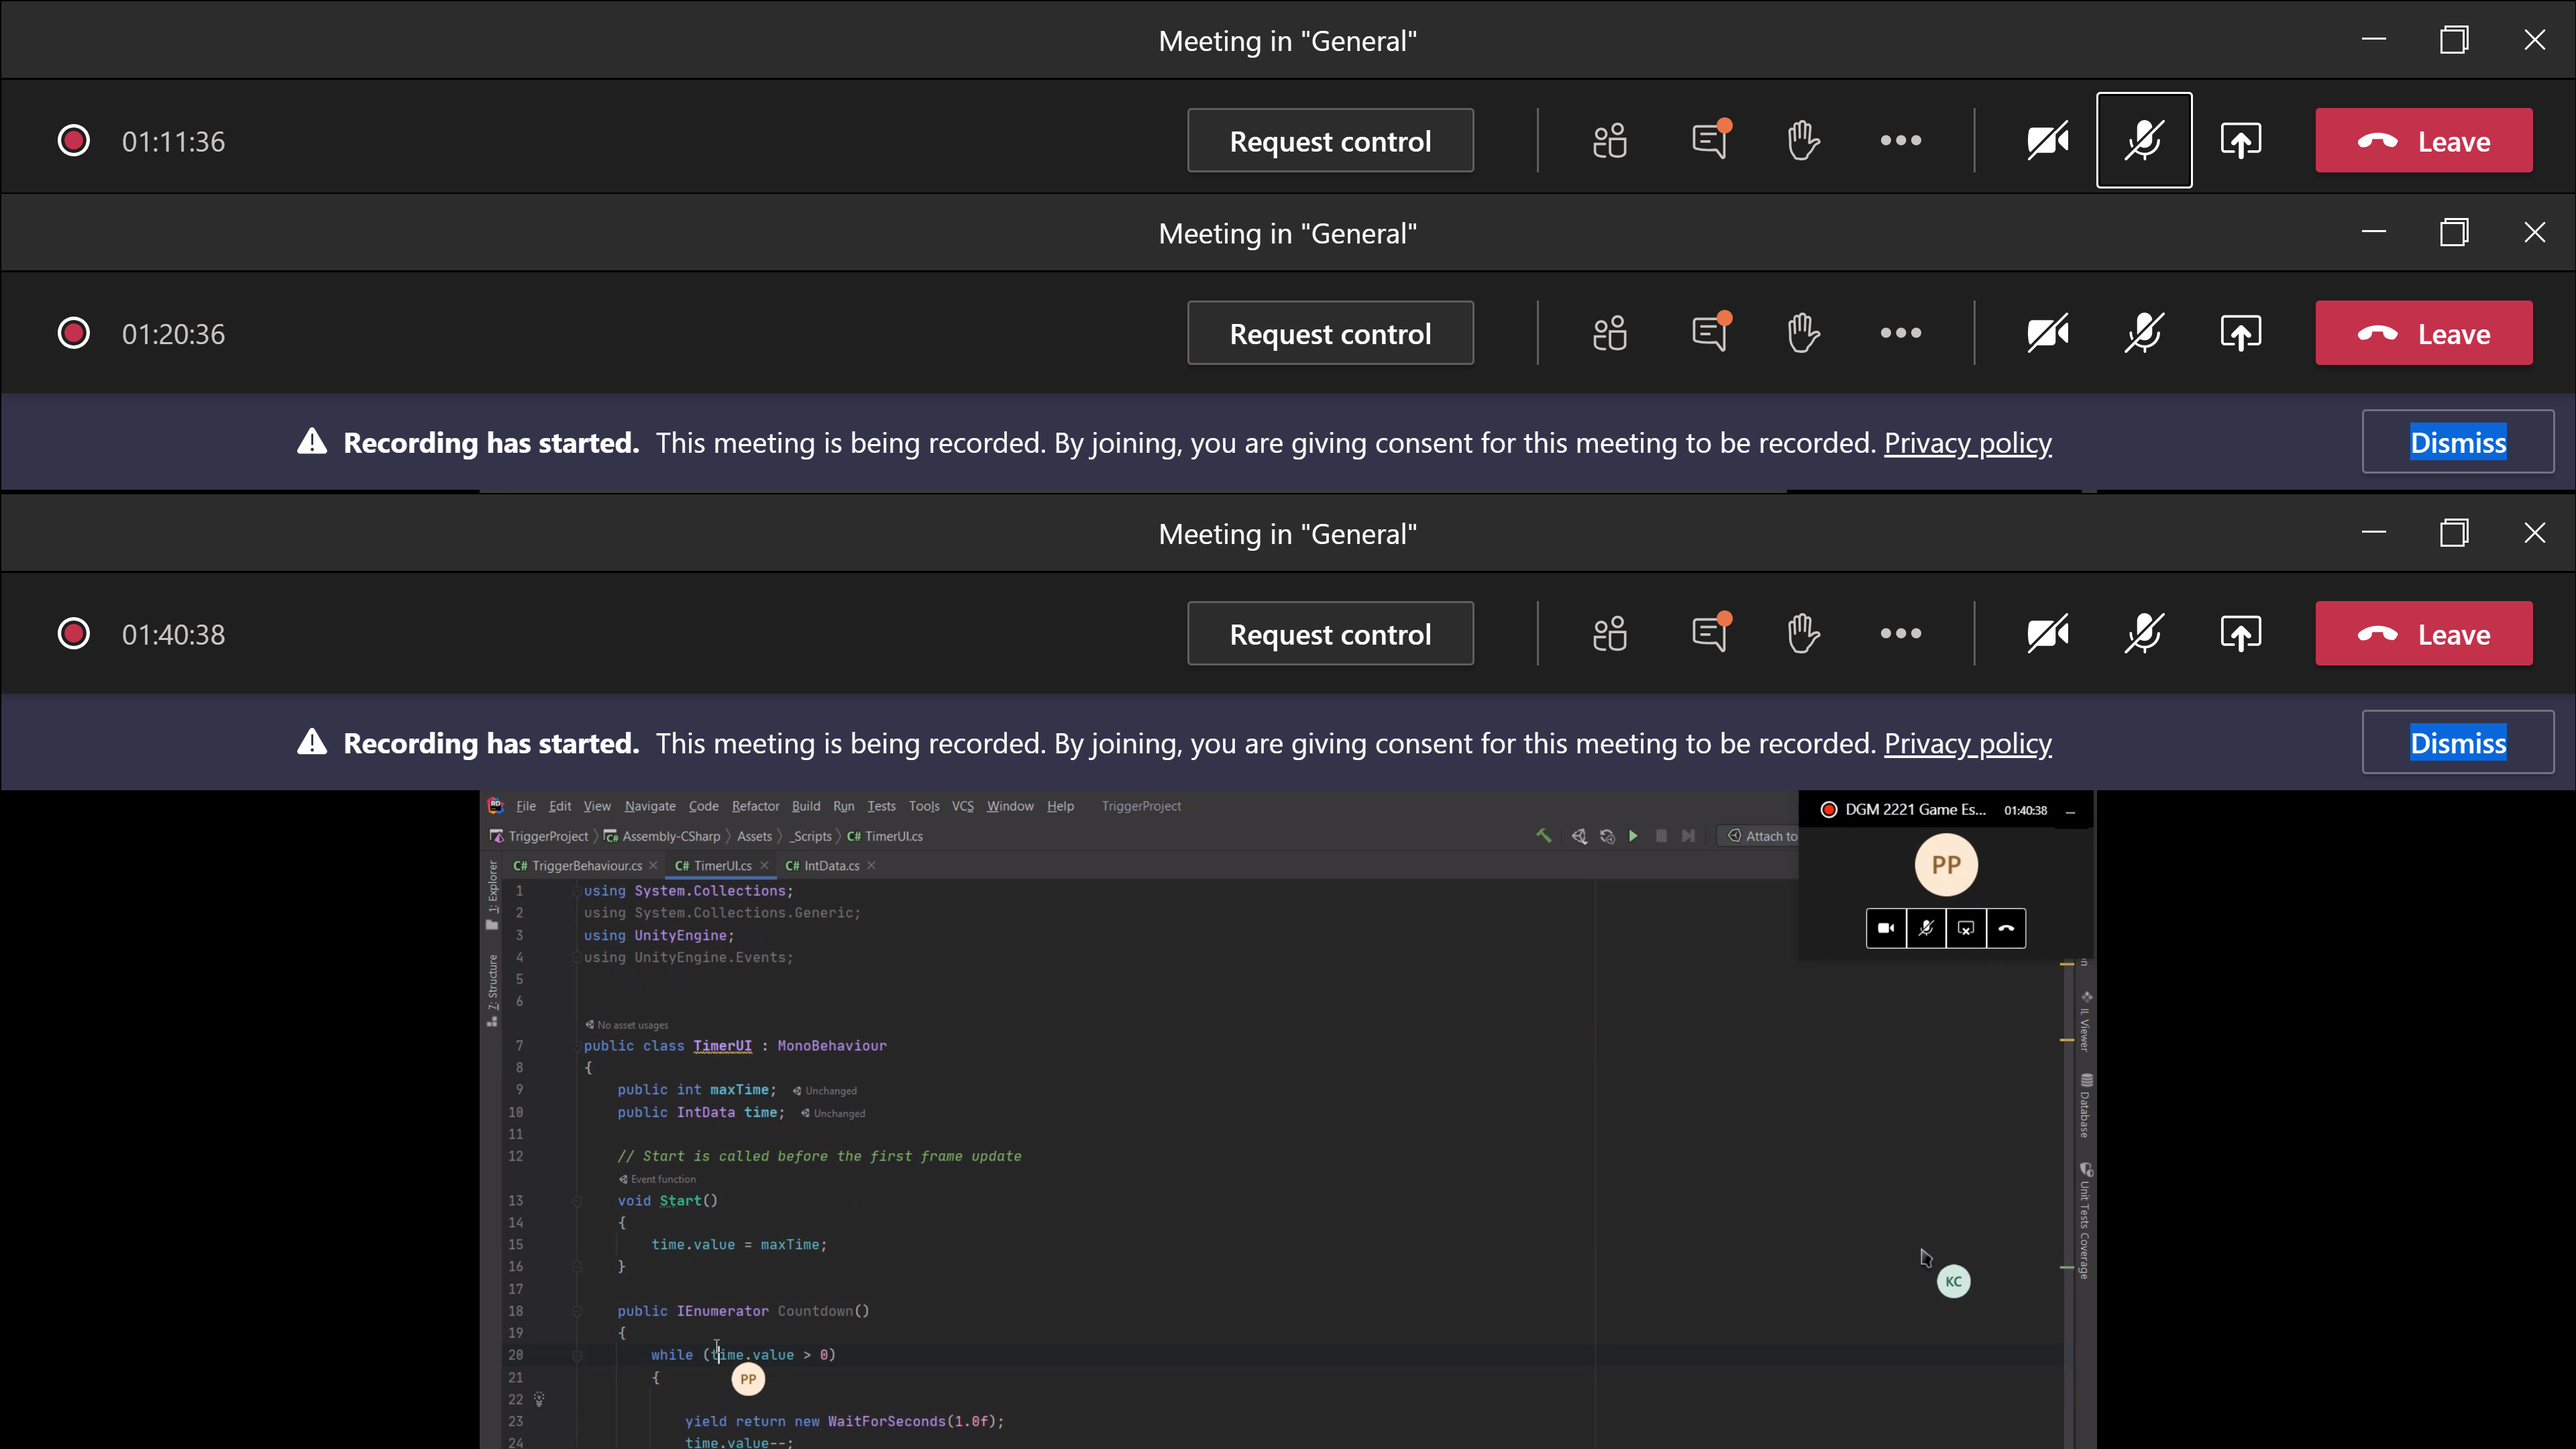 Meeting in "General"
01:11:36 Request control Leave
Meeting in "General"
01:20:36 Request control Leave
Recording has started. This meeting is being recorded. By joining, you are giving consent for this meeting to be recorded. Privacy policy Dismiss
Meeting in "General"
01:40:38 Request control Leave
Recording has started. This meeting is being recorded. By joining, you are giving consent for this meeting to be recorded. Privacy policy Dismiss
RD File Edit View Navigate Code Refactor Build Run Tests Tools VCS Window Help TriggerProject
DGM 2221 Game Es... 01:40:38
TriggerProject Assembly-CSharp Assets _Scripts C# TimerUI.cs Attach to
C# TriggerBehaviour.cs C# TimerUI.cs C# IntData.cs
PP
1: Explorer
7: Structure
IL Viewer
Database
Unit Tests Coverage
1 using System.Collections;
2 using System.Collections.Generic;
3 using UnityEngine;
4 using UnityEngine.Events;
5
6
No asset usages
7 public class TimerUI : MonoBehaviour
8 {
9 public int maxTime; Unchanged
10 public IntData time; Unchanged
11
12 // Start is called before the first frame update
Event function
13 void Start()
14 {
15 time.value = maxTime;
16 }
KC
17
18 public IEnumerator Countdown()
19 {
20 while (time.value > 0)
21 {
PP
22
23 yield return new WaitForSeconds(1.0f);
24 time.value--;